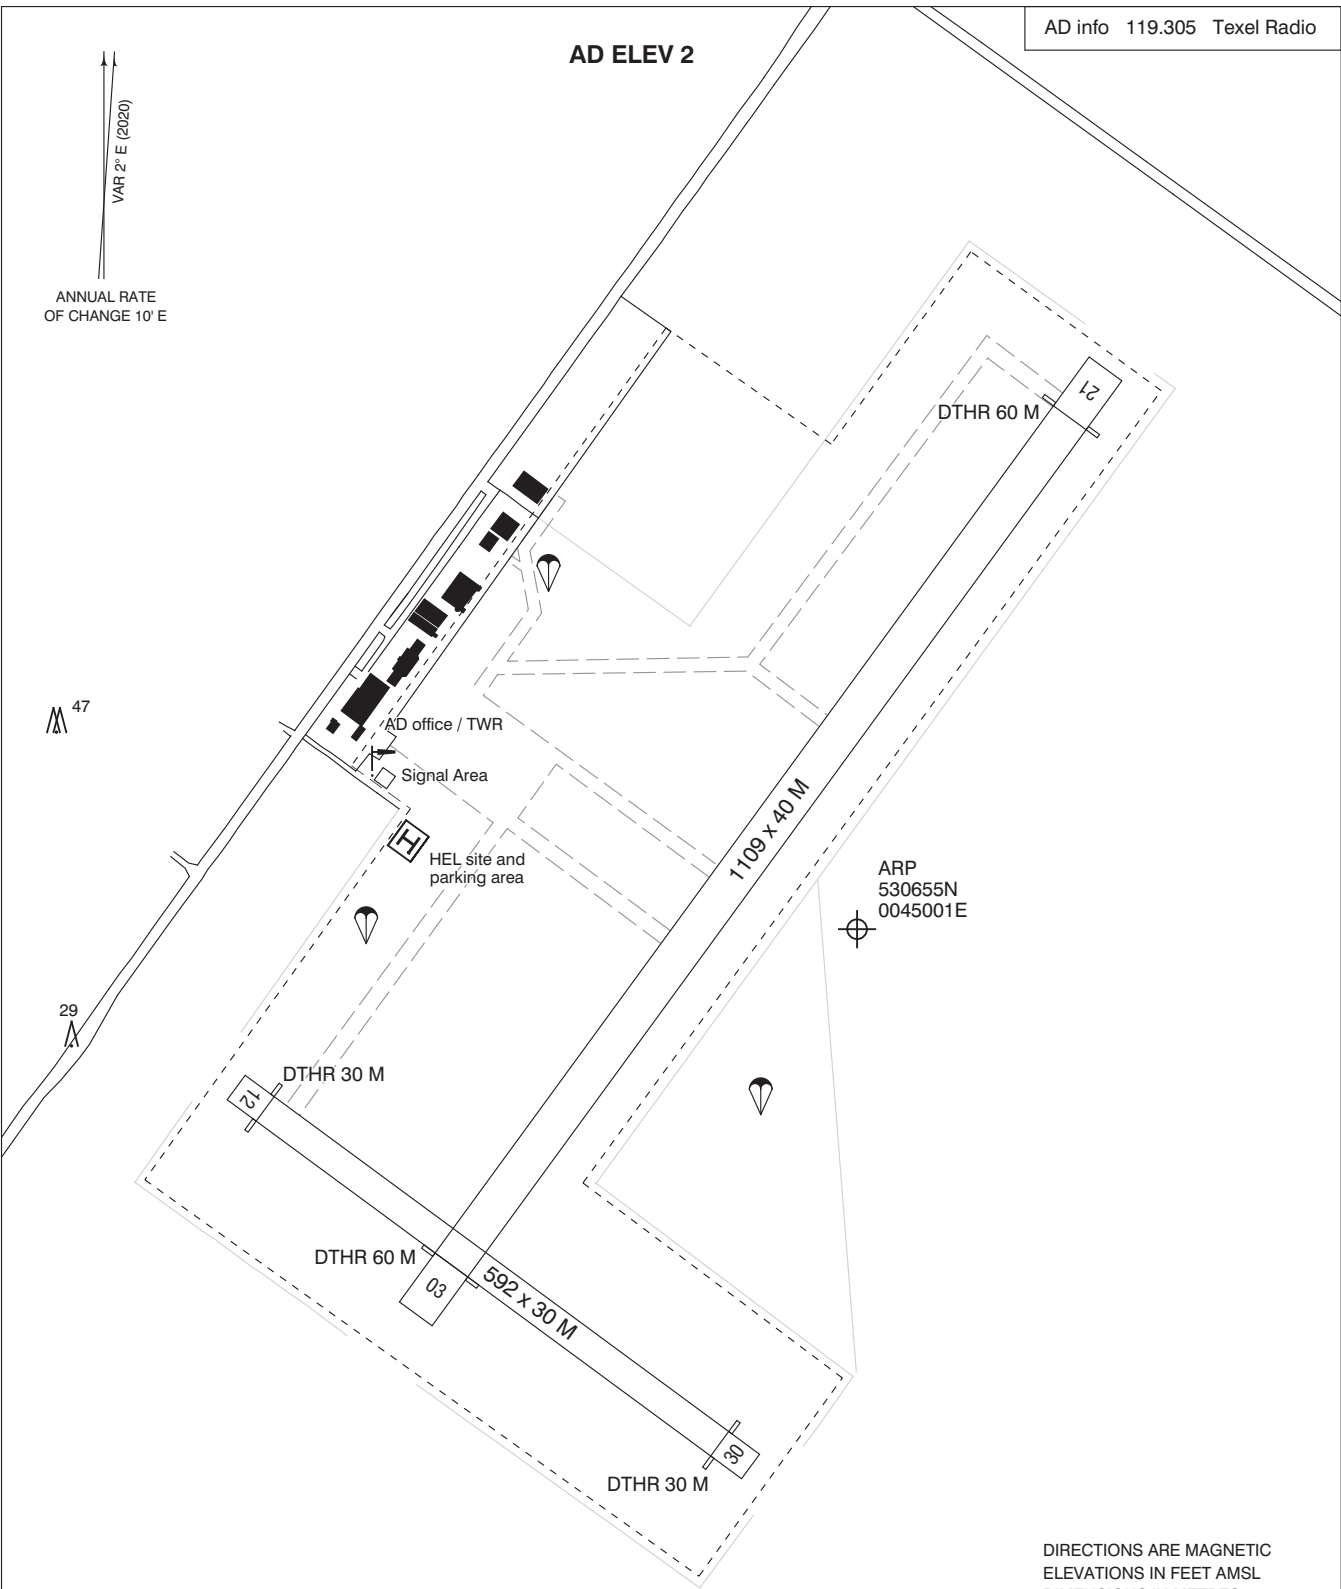 AD info 119.305 Texel Radio
AD ELEV 2
VAR 2° E (2020)
ANNUAL RATE
OF CHANGE 10' E
21
DTHR 60 M
47
AD office / TWR
Signal Area
H
HEL site and
parking area
1109 x 40 M
ARP
530655N
0045001E
29
DTHR 30 M
12
DTHR 60 M
03
592 x 30 M
30
DTHR 30 M
DIRECTIONS ARE MAGNETIC
ELEVATIONS IN FEET AMSL